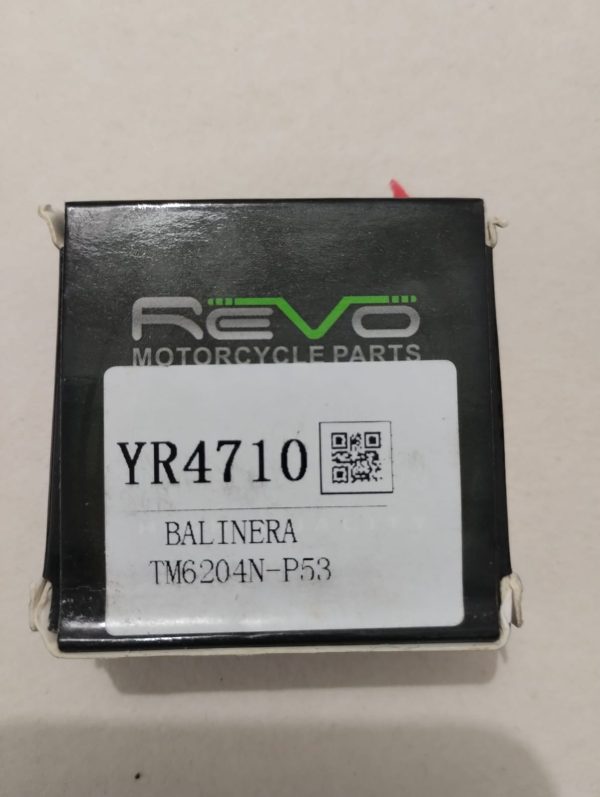 REVO
MOTORCYCLE PARTS
YR4710
BALINERA
TM6204N-P53